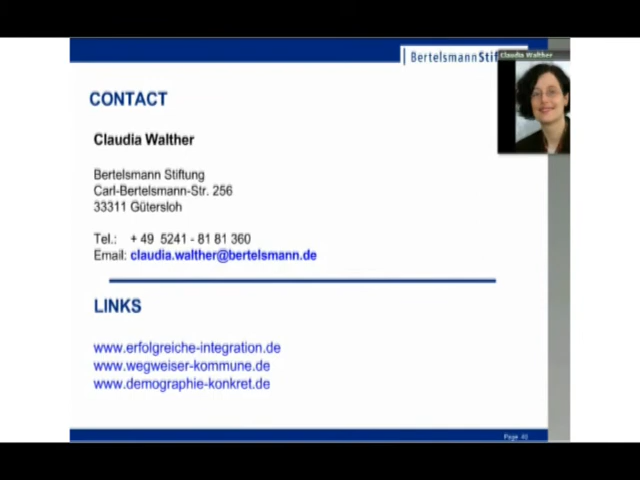 BertelsmannStif
Claudia Walther
CONTACT
Claudia Walther
Bertelsmann Stiftung
Carl-Bertelsmann-Str. 256
33311 Gütersloh
Tel.: + 49 5241 - 81 81 360
Email: claudia.walther@bertelsmann.de
LINKS
www.erfolgreiche-integration.de
www.wegweiser-kommune.de
www.demographie-konkret.de
Page 40